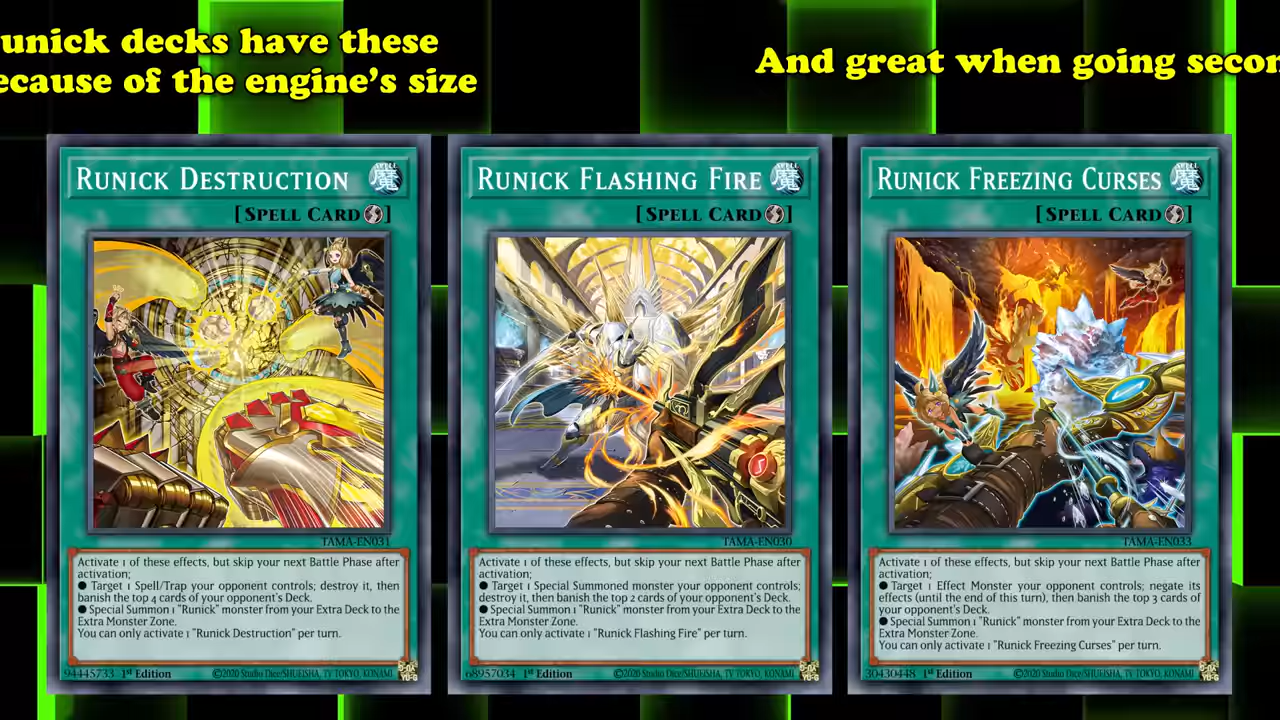 unick decks have these
ecause of the engine's size
And great when going secon
RUNICK DESTRUCTION
SPELL
魔
[SPELL CARD]
TAMA-EN031
Activate 1 of these effects, but skip your next Battle Phase after
activation;
● Target 1 Spell/Trap your opponent controls; destroy it, then
banish the top 4 cards of your opponent's Deck.
● Special Summon 1 "Runick" monster from your Extra Deck to the
Extra Monster Zone.
You can only activate 1 "Runick Destruction" per turn.
94445733 1st Edition ©2020 Studio Dice/SHUEISHA, TV TOKYO, KONAMI
RUNICK FLASHING FIRE
SPELL
魔
[SPELL CARD]
TAMA-EN030
Activate 1 of these effects, but skip your next Battle Phase after
activation;
● Target 1 Special Summoned monster your opponent controls;
destroy it, then banish the top 2 cards of your opponent's Deck.
● Special Summon 1 "Runick" monster from your Extra Deck to the
Extra Monster Zone.
You can only activate 1 "Runick Flashing Fire" per turn.
68957034 1st Edition ©2020 Studio Dice/SHUEISHA, TV TOKYO, KONAMI
RUNICK FREEZING CURSES
SPELL
魔
[SPELL CARD]
TAMA-EN033
Activate 1 of these effects, but skip your next Battle Phase after
activation;
● Target 1 Effect Monster your opponent controls; negate its
effects (until the end of this turn), then banish the top 3 cards of
your opponent's Deck.
● Special Summon 1 "Runick" monster from your Extra Deck to the
Extra Monster Zone.
You can only activate 1 "Runick Freezing Curses" per turn.
30430448 1st Edition ©2020 Studio Dice/SHUEISHA, TV TOKYO, KONAMI